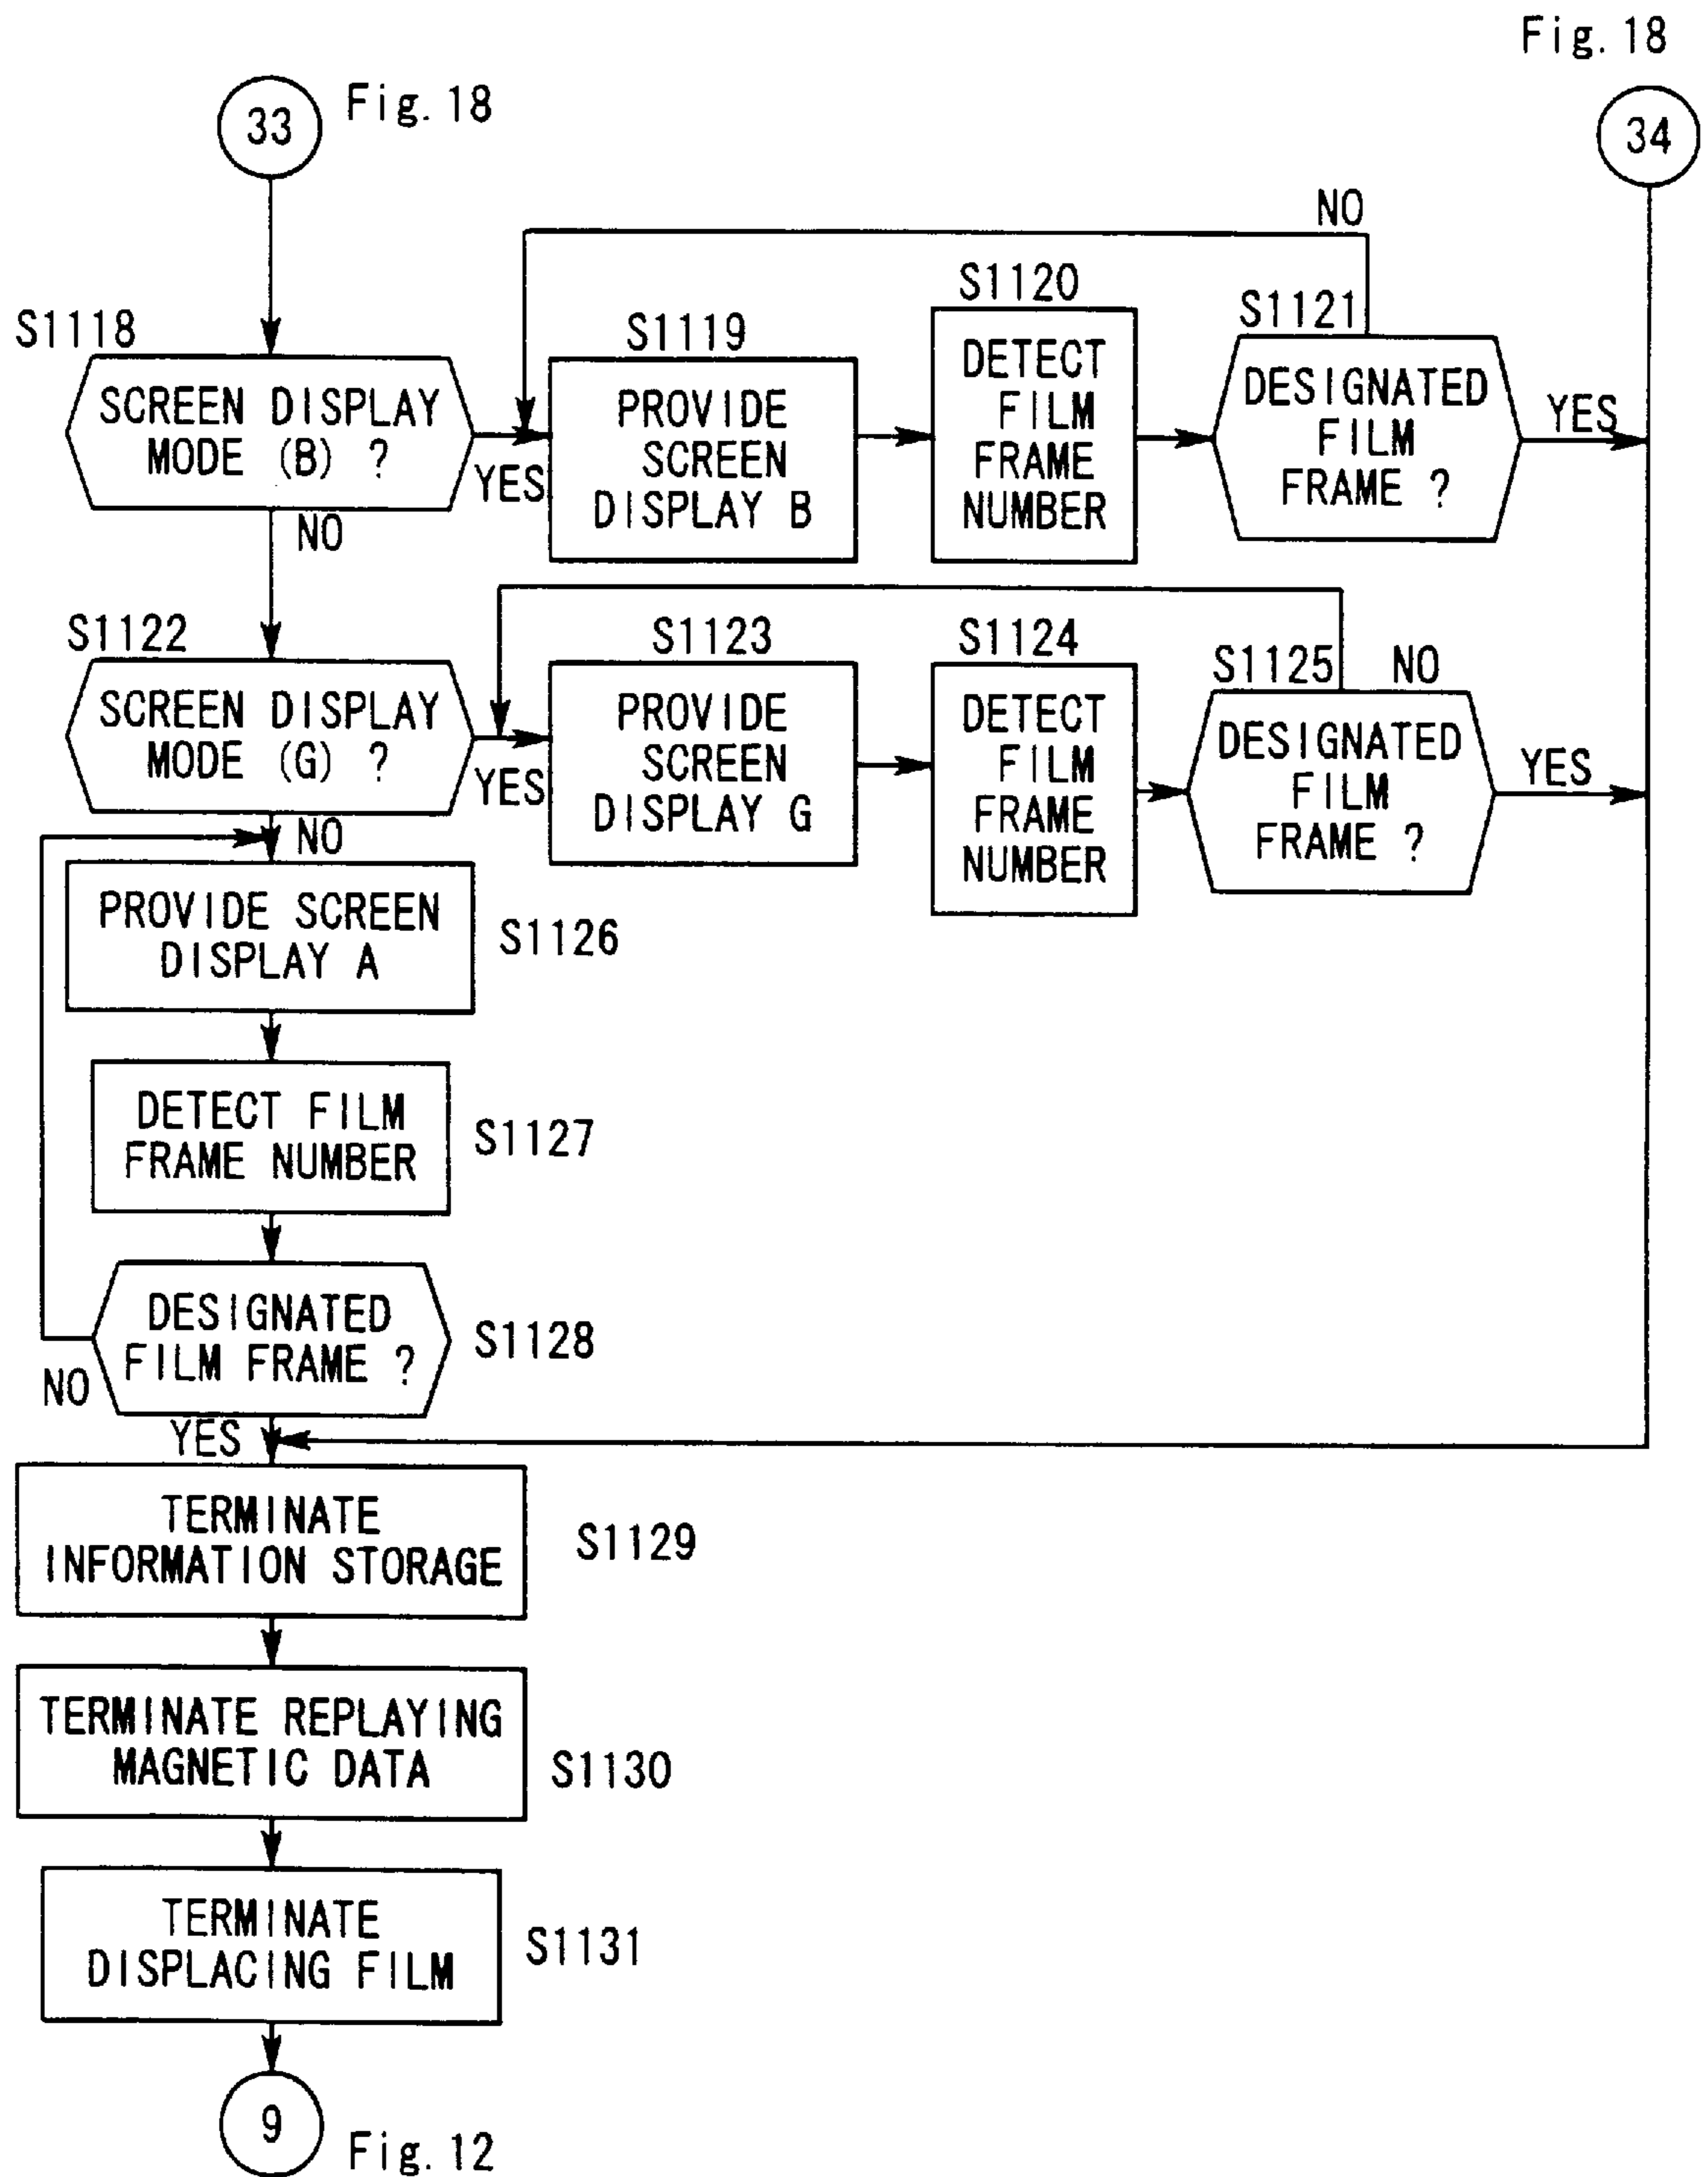 Fig. 18
33
Fig. 18
34
NO
S1118
SCREEN DISPLAY
MODE (B) ?
YES
NO
S1119
PROVIDE
SCREEN
DISPLAY B
S1120
DETECT
FILM
FRAME
NUMBER
S1121
DESIGNATED
FILM
FRAME ?
YES
S1122
SCREEN DISPLAY
MODE (G) ?
YES
NO
S1123
PROVIDE
SCREEN
DISPLAY G
S1124
DETECT
FILM
FRAME
NUMBER
S1125
NO
DESIGNATED
FILM
FRAME ?
YES
PROVIDE SCREEN
DISPLAY A
S1126
DETECT FILM
FRAME NUMBER
S1127
DESIGNATED
FILM FRAME ?
S1128
NO
YES
TERMINATE
INFORMATION STORAGE
S1129
TERMINATE REPLAYING
MAGNETIC DATA
S1130
TERMINATE
DISPLACING FILM
S1131
9
Fig. 12